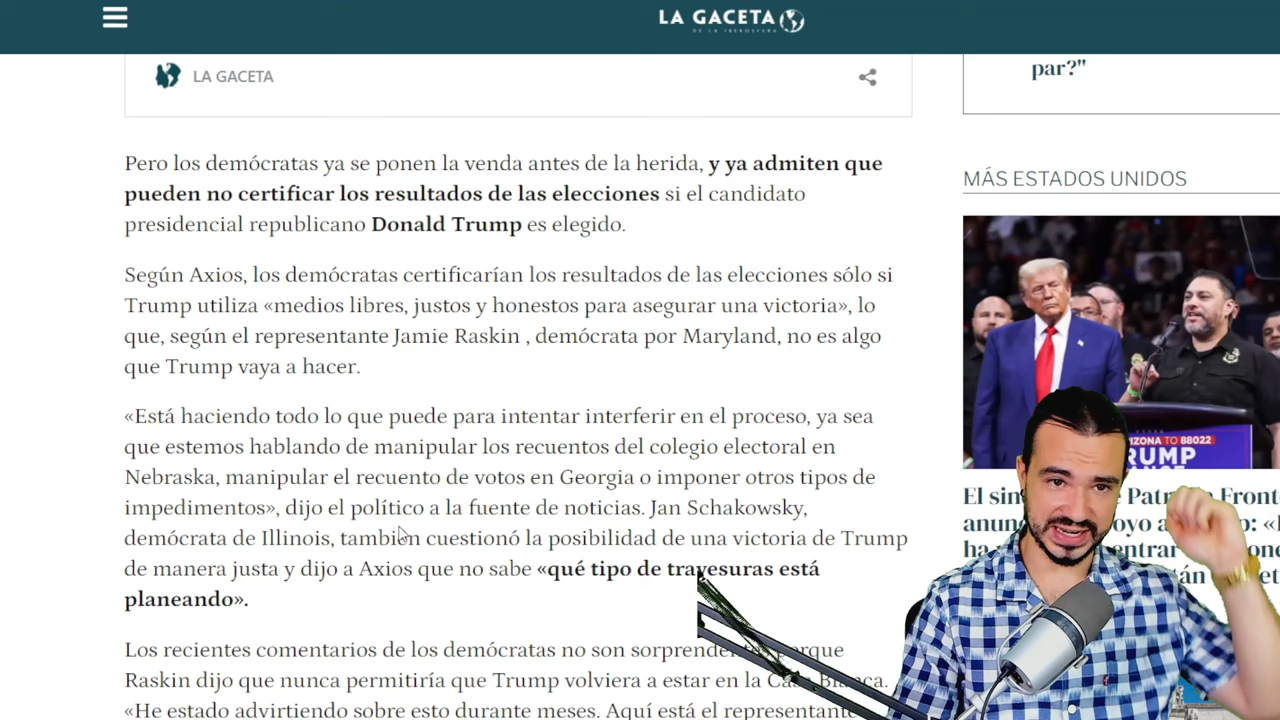 LA GACETA
DE LA IBEROSFERA
LA GACETA
par?"
Pero los demócratas ya se ponen la venda antes de la herida, y ya admiten que
pueden no certificar los resultados de las elecciones si el candidato
presidencial republicano Donald Trump es elegido.
Según Axios, los demócratas certificarían los resultados de las elecciones sólo si
Trump utiliza «medios libres, justos y honestos para asegurar una victoria», lo
que, según el representante Jamie Raskin , demócrata por Maryland, no es algo
que Trump vaya a hacer.
«Está haciendo todo lo que puede para intentar interferir en el proceso, ya sea
que estemos hablando de manipular los recuentos del colegio electoral en
Nebraska, manipular el recuento de votos en Georgia o imponer otros tipos de
impedimentos», dijo el político a la fuente de noticias. Jan Schakowsky,
demócrata de Illinois, también cuestionó la posibilidad de una victoria de Trump
de manera justa y dijo a Axios que no sabe «qué tipo de travesuras está
planeando».
Los recientes comentarios de los demócratas no son porque
Raskin dijo que nunca permitiría que Trump volviera a estar en la Casa Blanca.
«He estado advirtiendo sobre esto durante meses. Aquí está el representante
MÁS ESTADOS UNIDOS
TO 88022
TRUMP
El